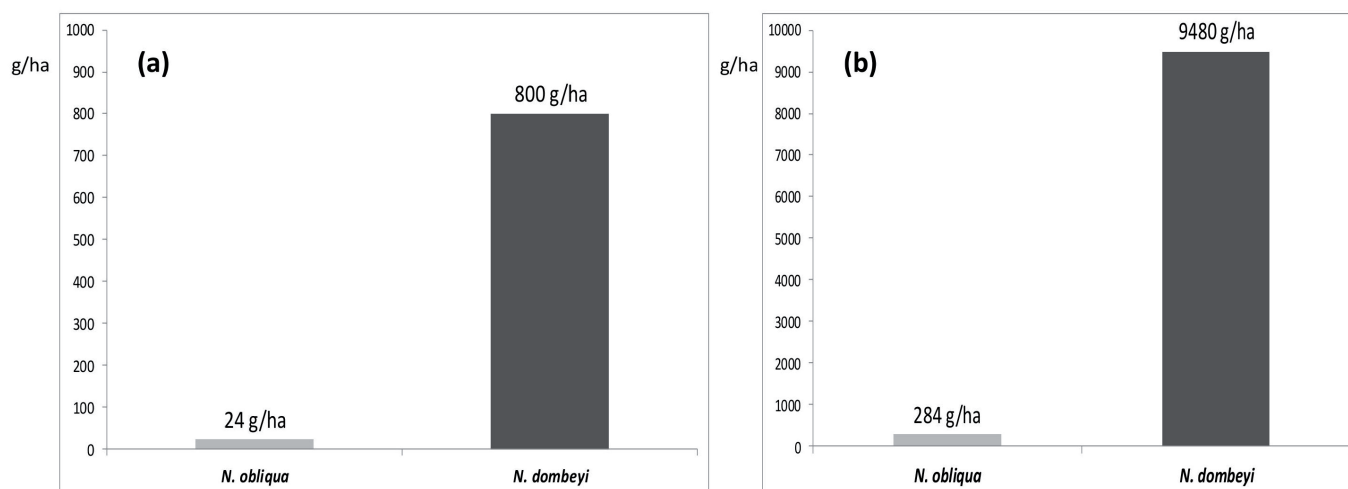 g/ha
(a)
1000
900
800
700
600
500
400
300
200
100
0
24 g/ha
800 g/ha
N. obliqua
N. dombeyi
g/ha
(b)
10000
9000
8000
7000
6000
5000
4000
3000
2000
1000
0
284 g/ha
9480 g/ha
N. obliqua
N. dombeyi